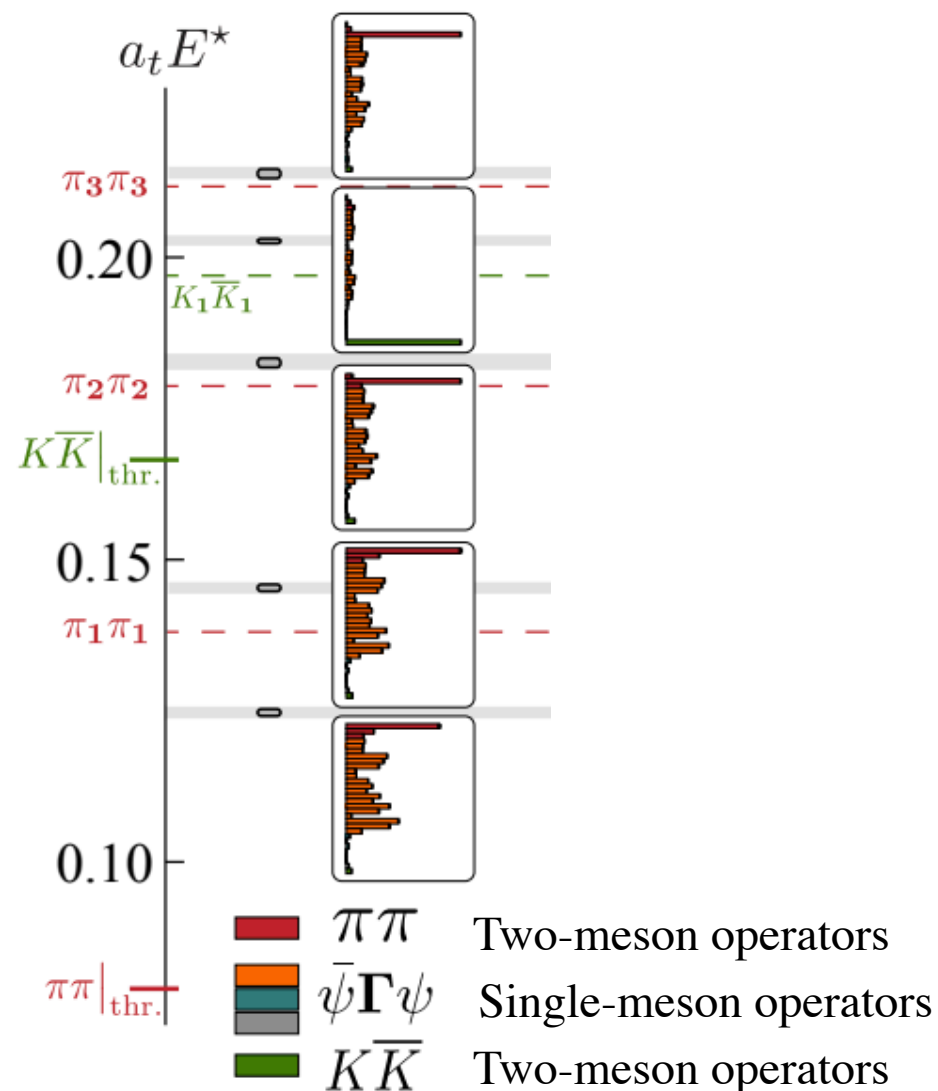 a_t E^⋆
π₃π₃
0.20
K₁K̅₁
π₂π₂
KK̅|thr.
0.15
π₁π₁
0.10
ππ Two-meson operators
ππ|thr.
ψ̄Γψ Single-meson operators
KK̅ Two-meson operators